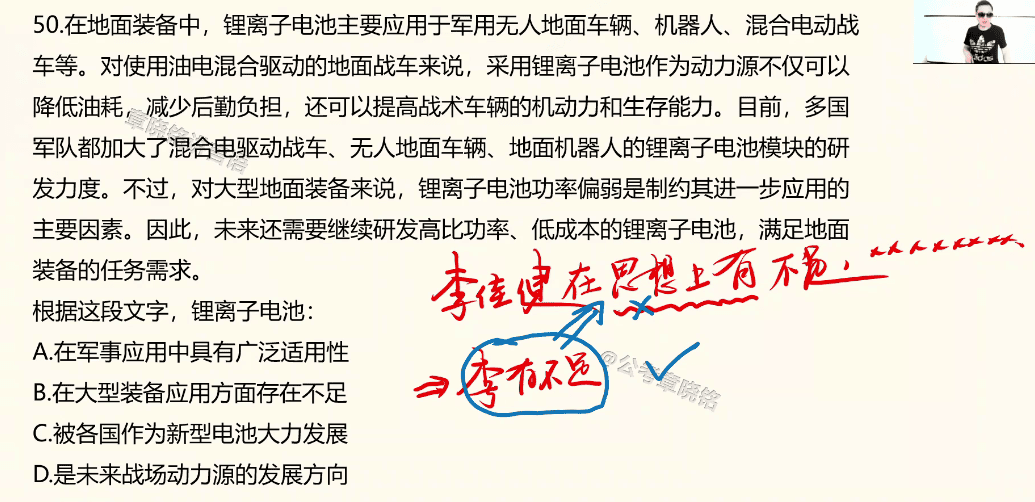 50.在地面装备中，锂离子电池主要应用于军用无人地面车辆、机器人、混合电动战
车等。对使用油电混合驱动的地面战车来说，采用锂离子电池作为动力源不仅可以
降低油耗，减少后勤负担，还可以提高战术车辆的机动力和生存能力。目前，多国
军队都加大了混合电驱动战车、无人地面车辆、地面机器人的锂离子电池模块的研
发力度。不过，对大型地面装备来说，锂离子电池功率偏弱是制约其进一步应用的
主要因素。因此，未来还需要继续研发高比功率、低成本的锂离子电池，满足地面
装备的任务需求。
李佳健在思想上有不足，
根据这段文字，锂离子电池：
A.在军事应用中具有广泛适用性
李有不足
@公考章晓铭
B.在大型装备应用方面存在不足
C.被各国作为新型电池大力发展
D.是未来战场动力源的发展方向
adidas